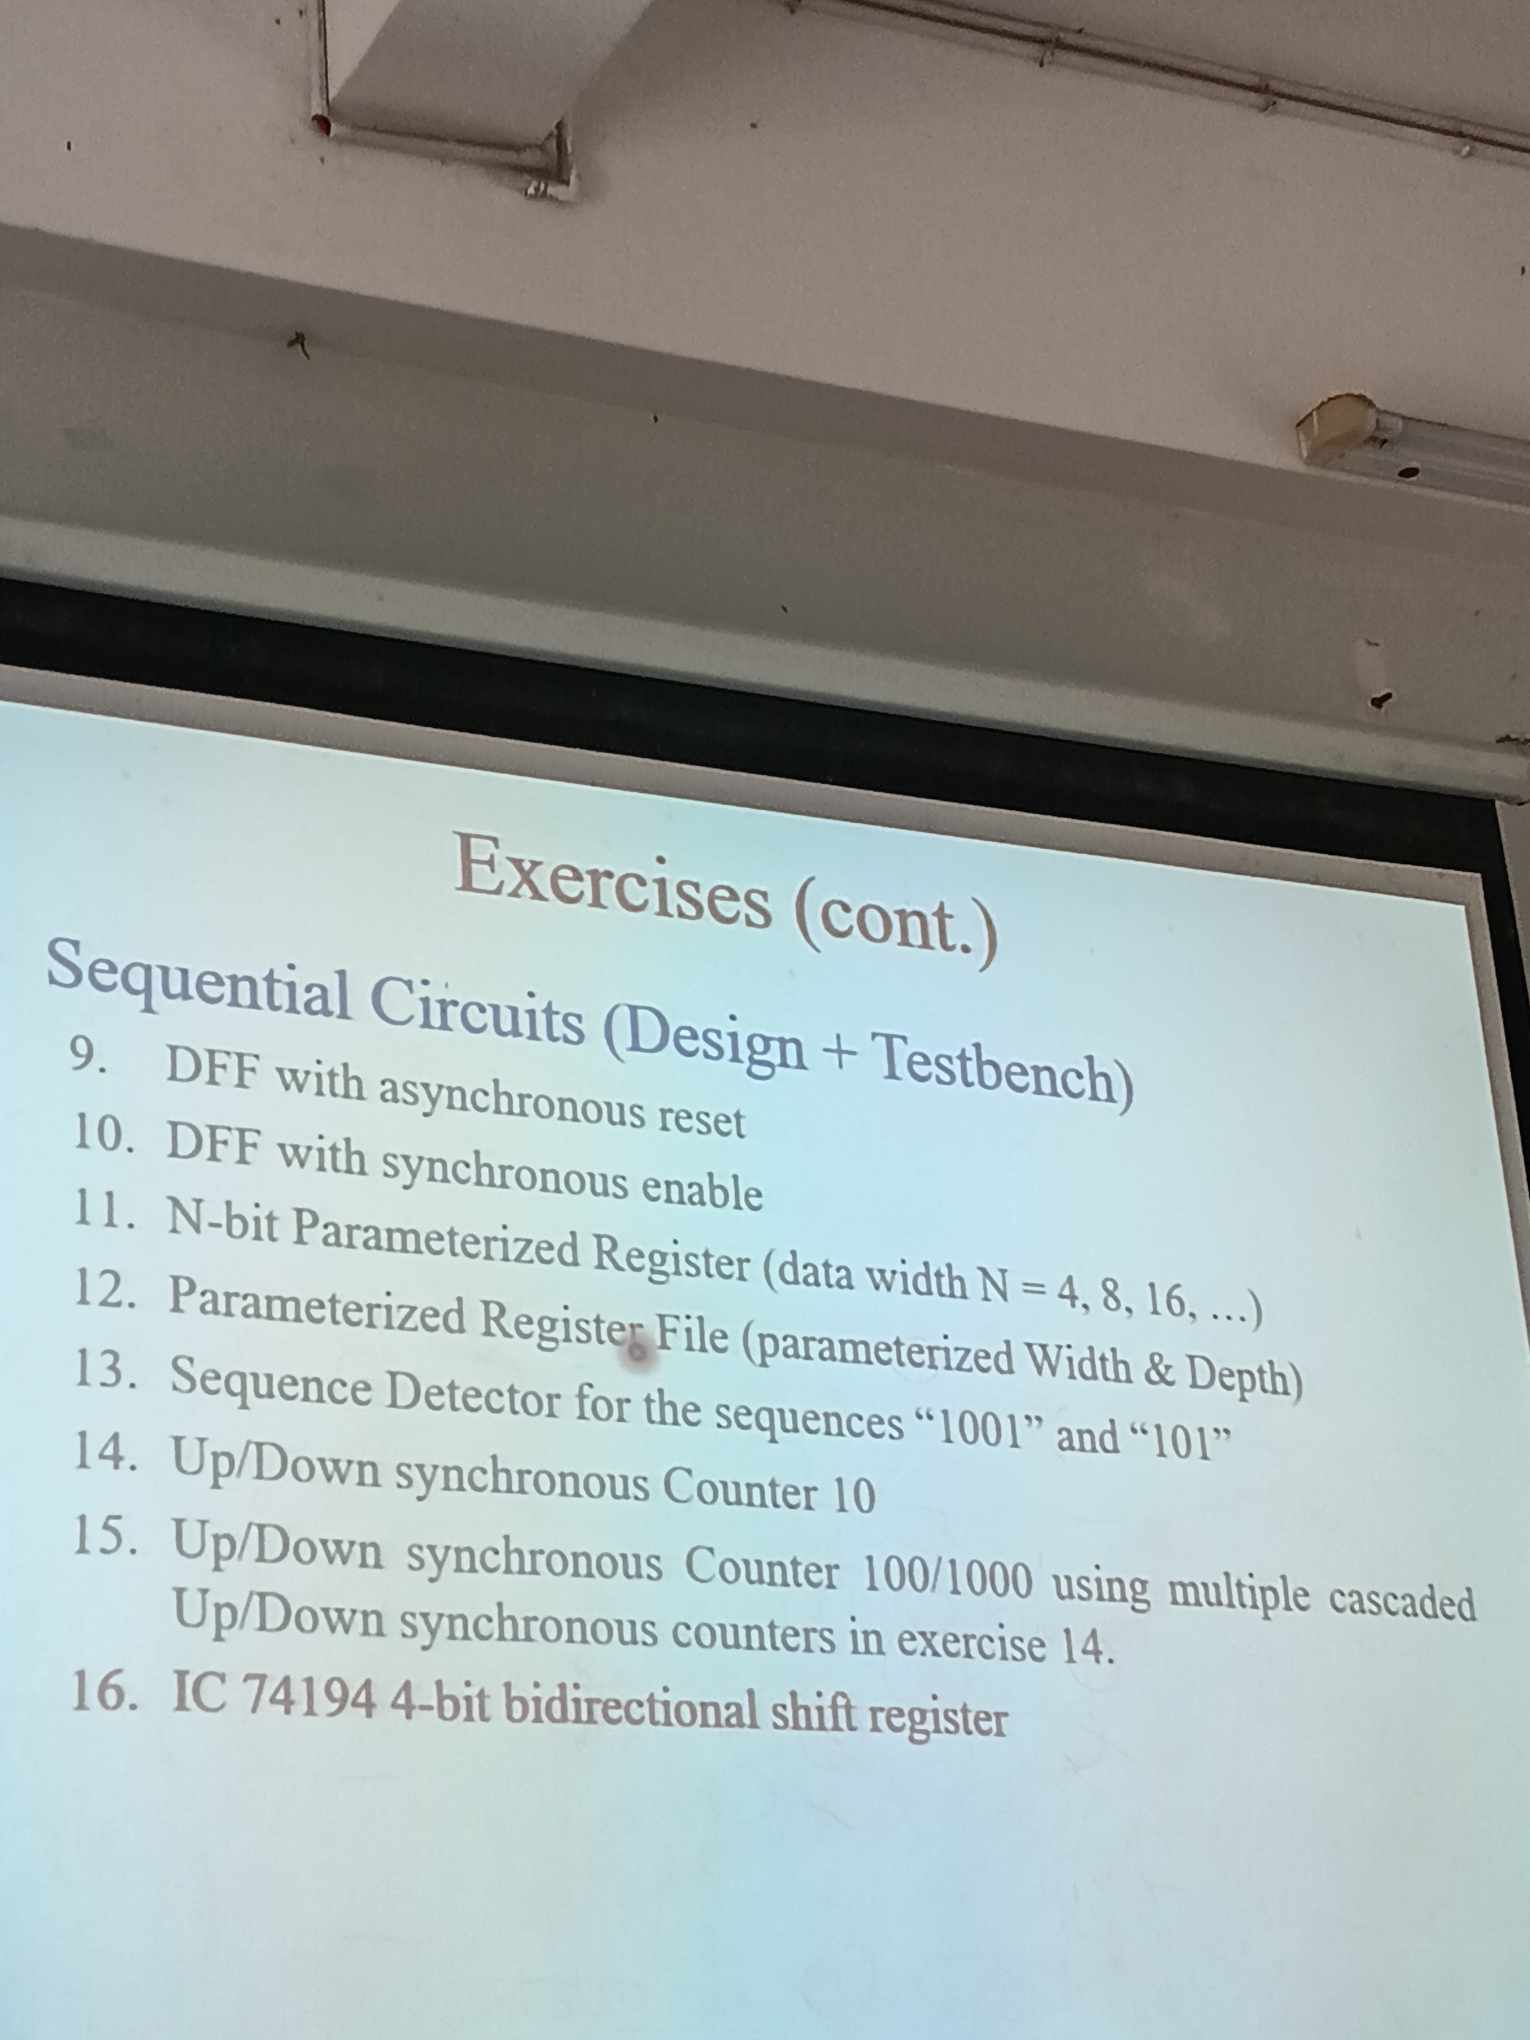 Exercises (cont.)
Sequential Circuits (Design + Testbench)
9. DFF with asynchronous reset
10. DFF with synchronous enable
11. N-bit Parameterized Register (data width N = 4, 8, 16, …)
12. Parameterized Register File (parameterized Width & Depth)
13. Sequence Detector for the sequences “1001” and “101”
14. Up/Down synchronous Counter 10
15. Up/Down synchronous Counter 100/1000 using multiple cascaded
Up/Down synchronous counters in exercise 14.
16. IC 74194 4-bit bidirectional shift register